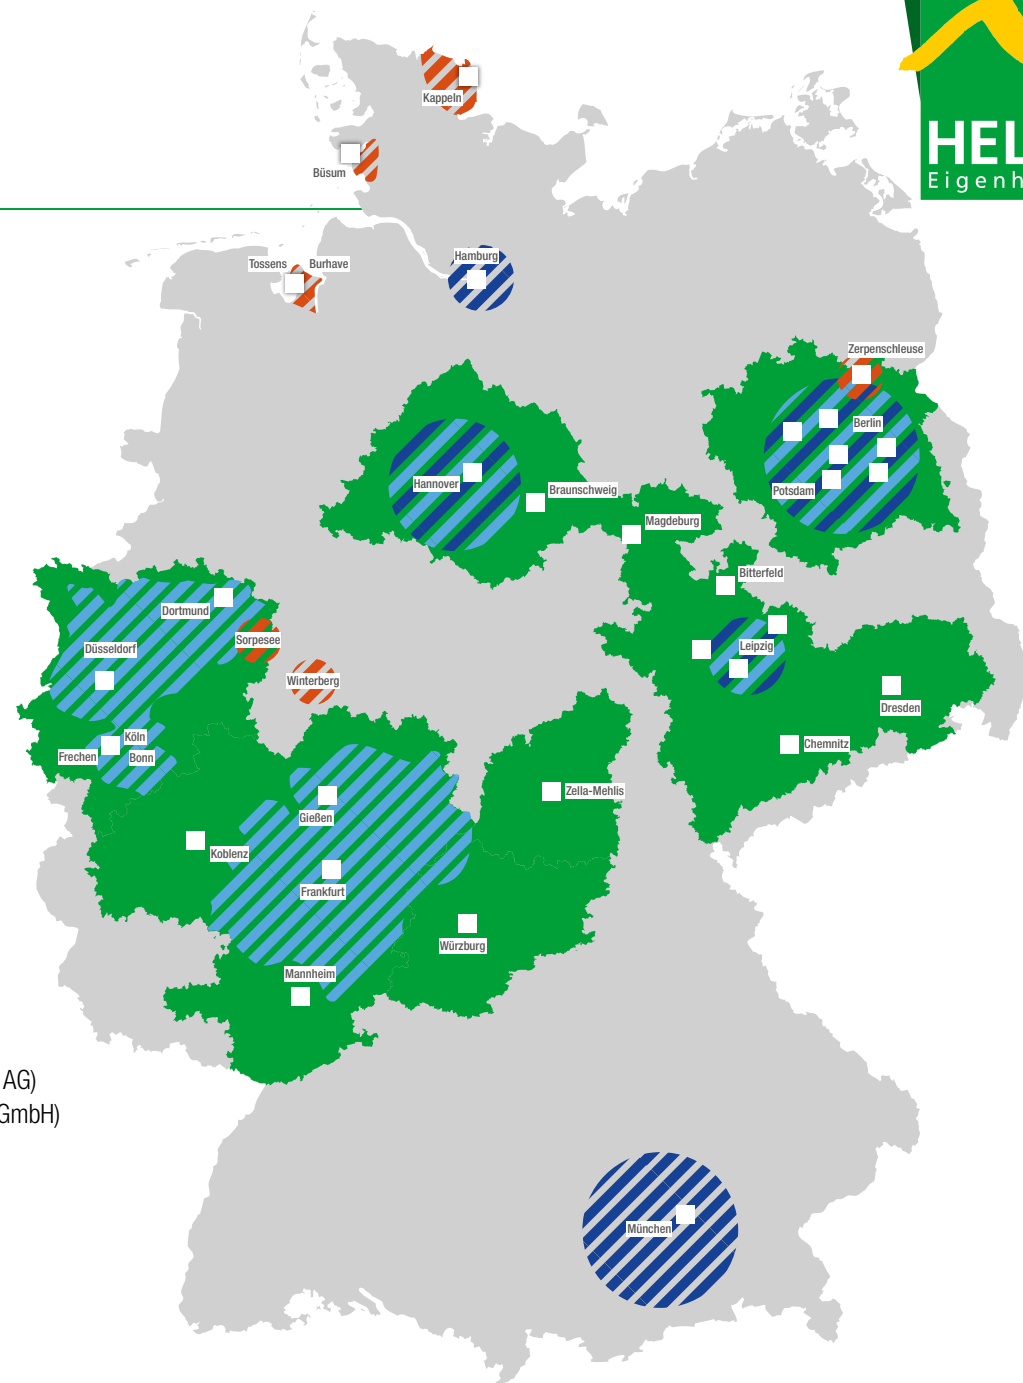 HEL
Eigenh
Kappeln
Büsum
Hamburg
Tossens Burhave
Zerpenschleuse
Berlin
Hannover
Braunschweig
Potsdam
Magdeburg
Bitterfeld
Dortmund
Sorpesee
Düsseldorf
Leipzig
Winterberg
Dresden
Köln
Chemnitz
Frechen
Bonn
Zella-Mehlis
Gießen
Koblenz
Frankfurt
Würzburg
Mannheim
AG)
GmbH)
München